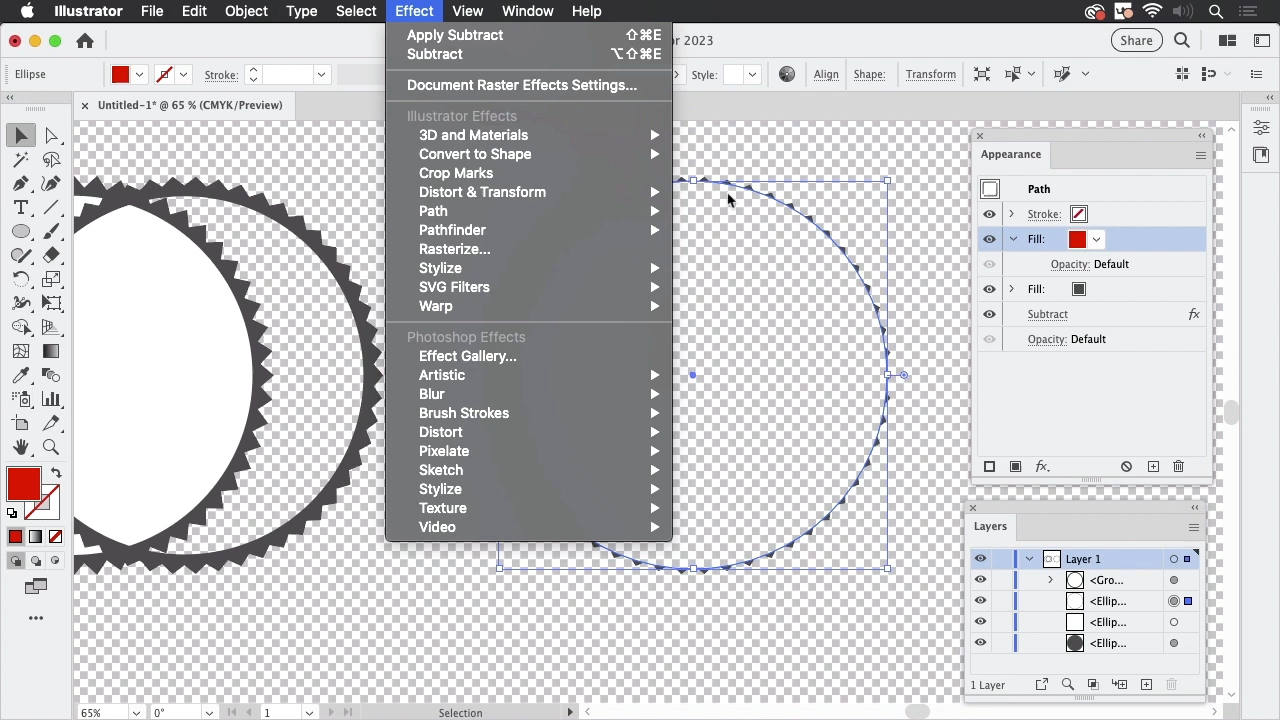 Illustrator File Edit Object Type Select Effect View Window Help
Share
or 2023
Ellipse Stroke: Style: Align Shape: Transform
Untitled-1* @ 65 % (CMYK/Preview)
Apply Subtract ⇧⌘E
Subtract ⌥⇧⌘E
Document Raster Effects Settings...
Illustrator Effects
3D and Materials
Convert to Shape
Crop Marks
Distort & Transform
Path
Pathfinder
Rasterize...
Stylize
SVG Filters
Warp
Photoshop Effects
Effect Gallery...
Artistic
Blur
Brush Strokes
Distort
Pixelate
Sketch
Stylize
Texture
Video
Appearance
Path
Stroke:
Fill:
Opacity: Default
Fill:
Subtract fx
Opacity: Default
fx.
Layers
Layer 1
<Gro...
<Ellip...
<Ellip...
<Ellip...
1 Layer
65% 0° 1 Selection